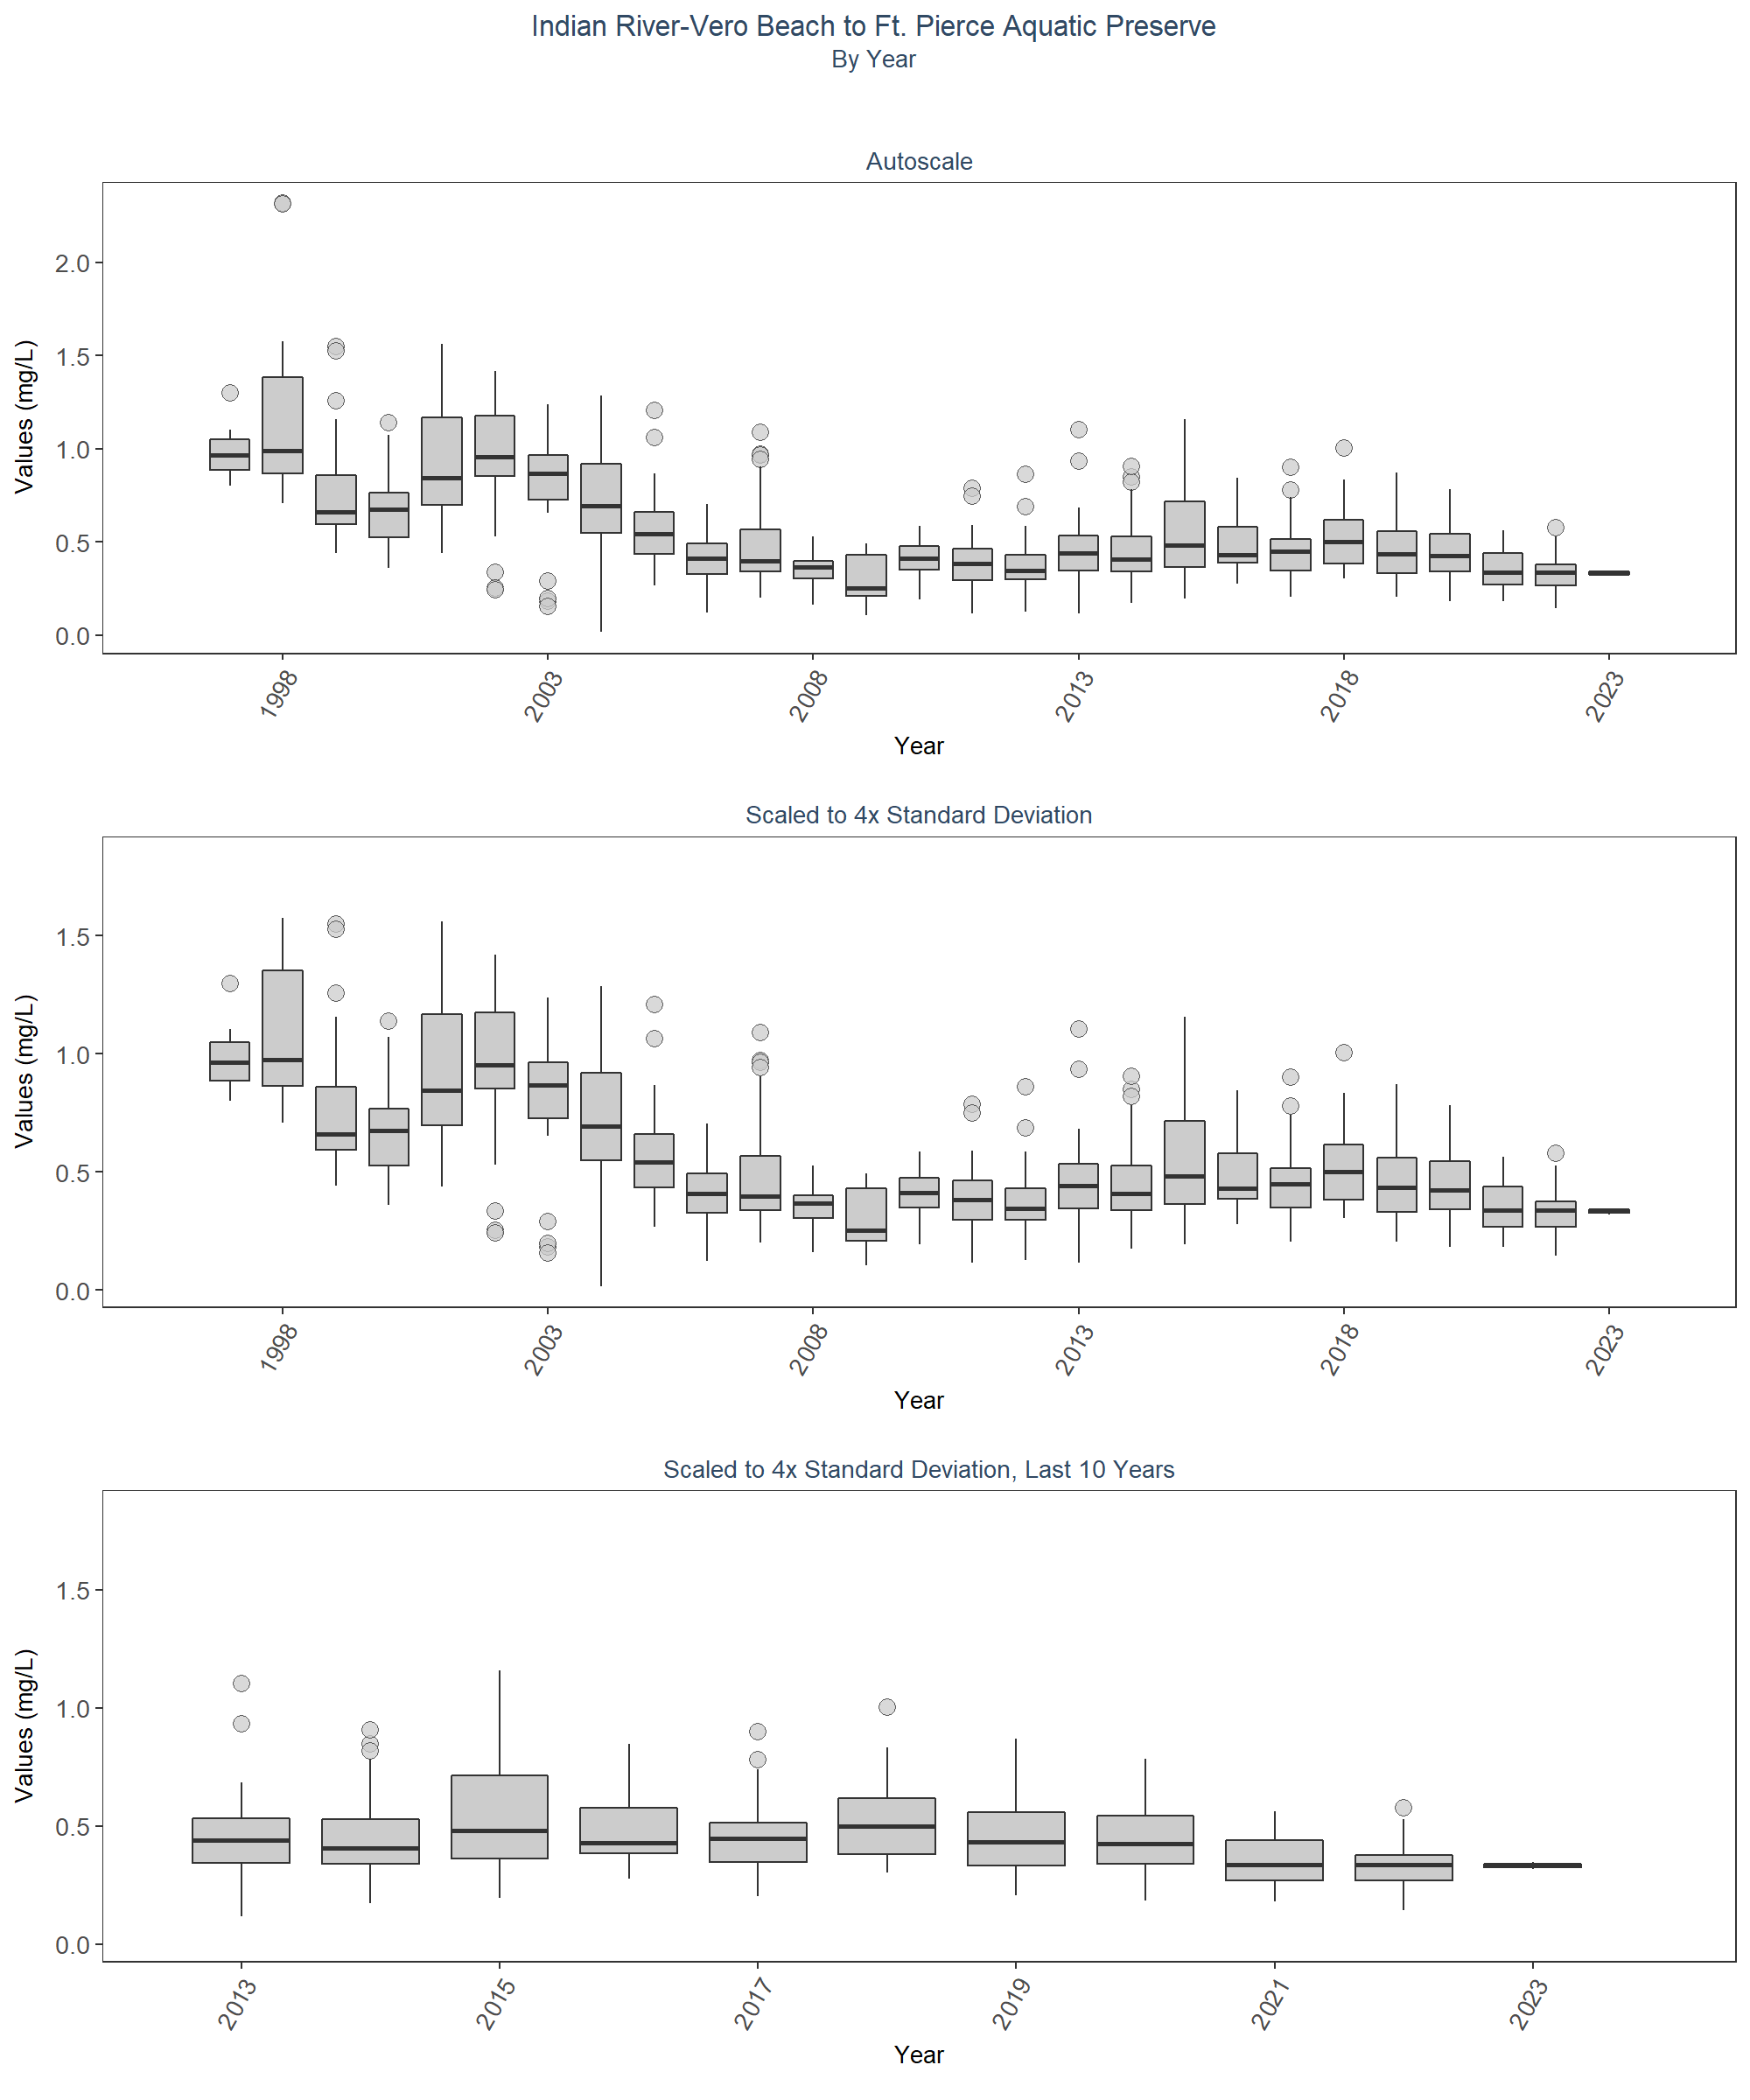 Indian River-Vero Beach to Ft. Pierce Aquatic Preserve
By Year
Autoscale
Values (mg/L)
2.0
1.5
1.0
0.5
0.0
1998 2003 2008 2013 2018 2023
Year
Scaled to 4x Standard Deviation
Values (mg/L)
1.5
1.0
0.5
0.0
1998 2003 2008 2013 2018 2023
Year
Scaled to 4x Standard Deviation, Last 10 Years
Values (mg/L)
1.5
1.0
0.5
0.0
2013 2015 2017 2019 2021 2023
Year